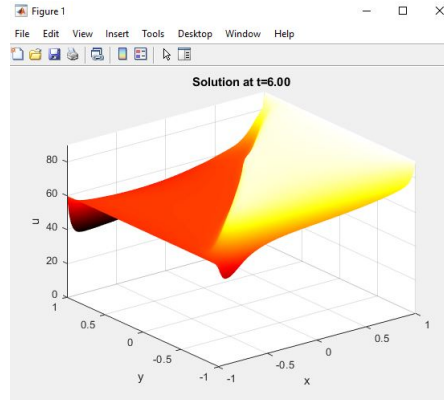 Figure 1
File Edit View Insert Tools Desktop Window Help
Solution at t=6.00
80
60
40
20
0
u
1
0.5
0
-0.5
-1
y
-1
-0.5
0
0.5
1
x